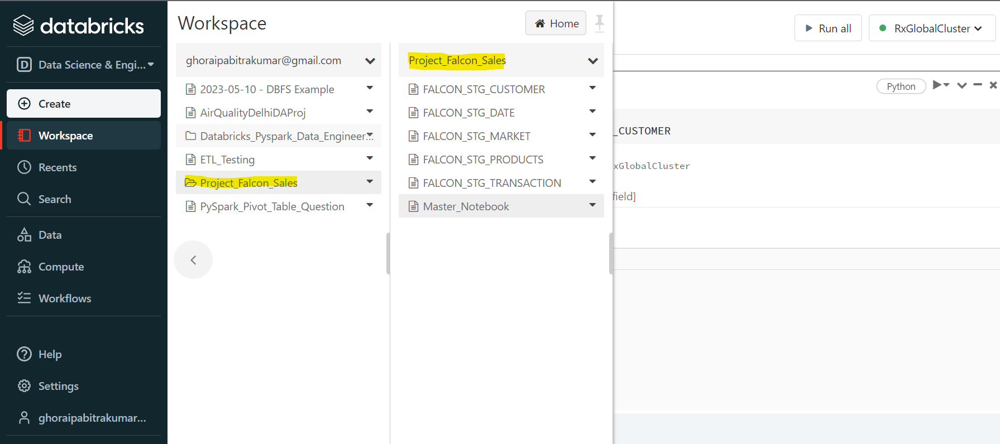 databricks
D Data Science & Engi...
Create
Workspace
Recents
Search
Data
Compute
Workflows
Help
Settings
ghoraipabitrakumar...
Workspace
Home
ghoraipabitrakumar@gmail.com
2023-05-10 - DBFS Example
AirQualityDelhiDAProj
Databricks_Pyspark_Data_Engineer...
ETL_Testing
Project_Falcon_Sales
PySpark_Pivot_Table_Question
Project_Falcon_Sales
FALCON_STG_CUSTOMER
FALCON_STG_DATE
FALCON_STG_MARKET
FALCON_STG_PRODUCTS
FALCON_STG_TRANSACTION
Master_Notebook
Run all
RxGlobalCluster
Python
_CUSTOMER
xGlobalCluster
field]